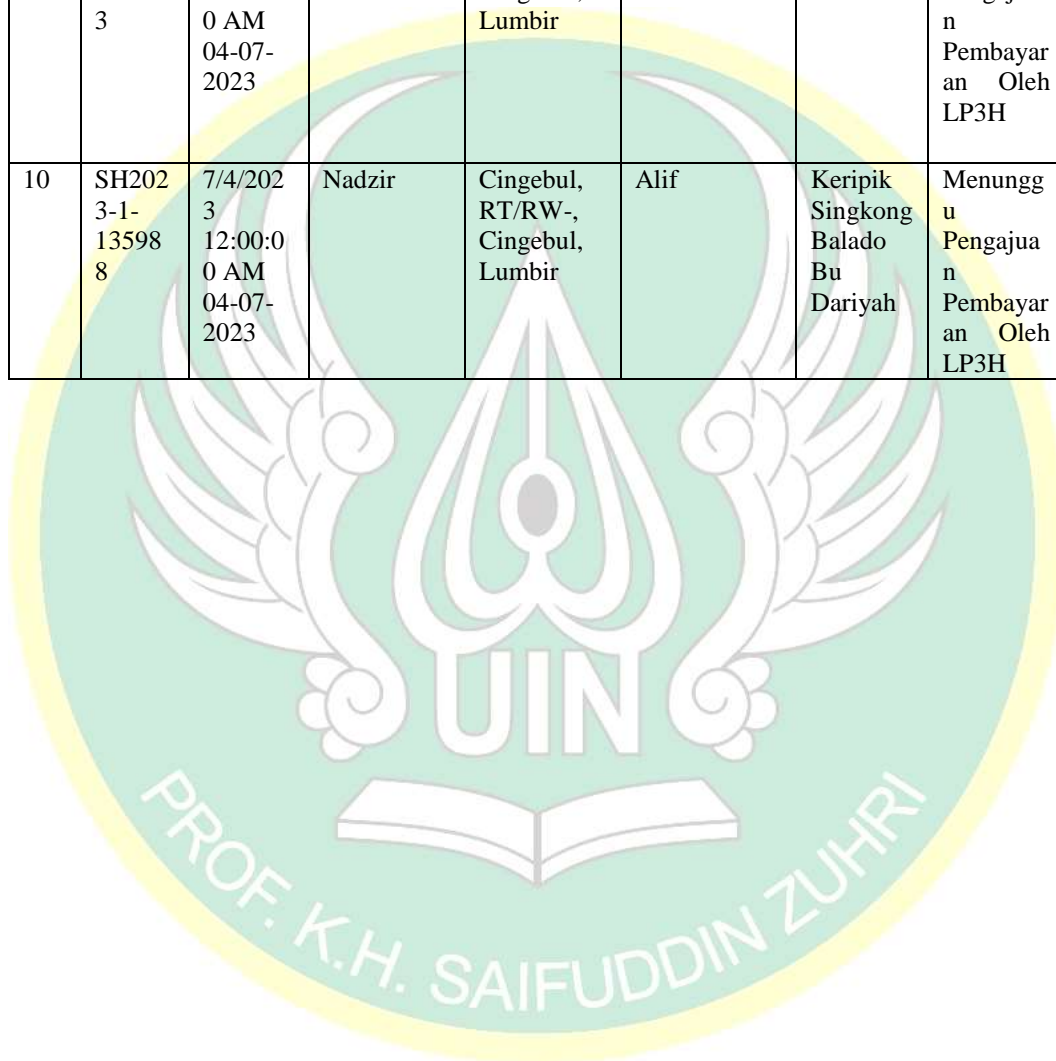 3
0 AM
04-07-
2023
Lumbir
n
Pembayar
an Oleh
LP3H
10
SH202
3-1-
13598
8
7/4/202
3
12:00:0
0 AM
04-07-
2023
Nadzir
Cingebul,
RT/RW-,
Cingebul,
Lumbir
Alif
Keripik
Singkong
Balado
Bu
Dariyah
Menungg
u
Pengajua
n
Pembayar
an Oleh
LP3H
UIN
PROF. K.H. SAIFUDDIN ZUHRI